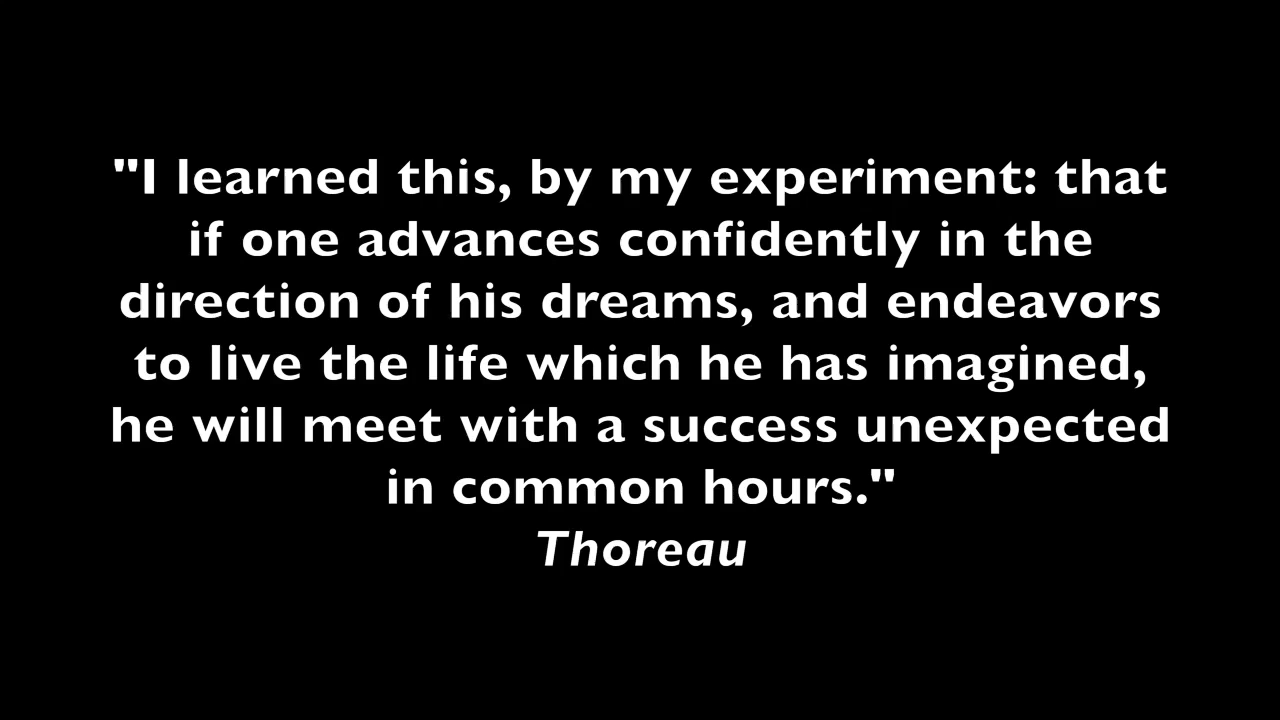 "I learned this, by my experiment: that
if one advances confidently in the
direction of his dreams, and endeavors
to live the life which he has imagined,
he will meet with a success unexpected
in common hours."
Thoreau